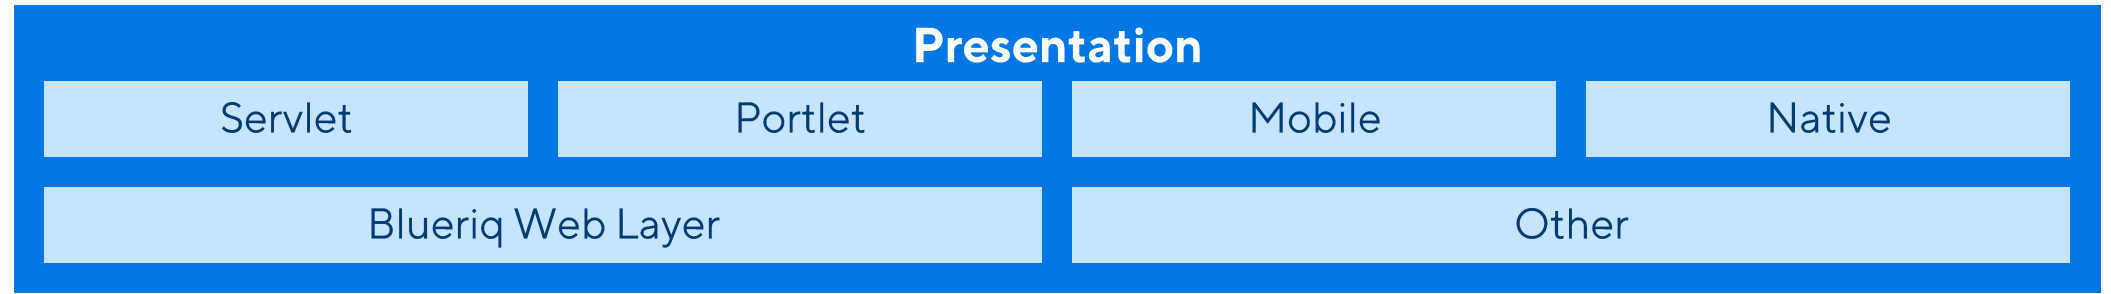 Presentation
Servlet Portlet Mobile Native
Blueriq Web Layer Other